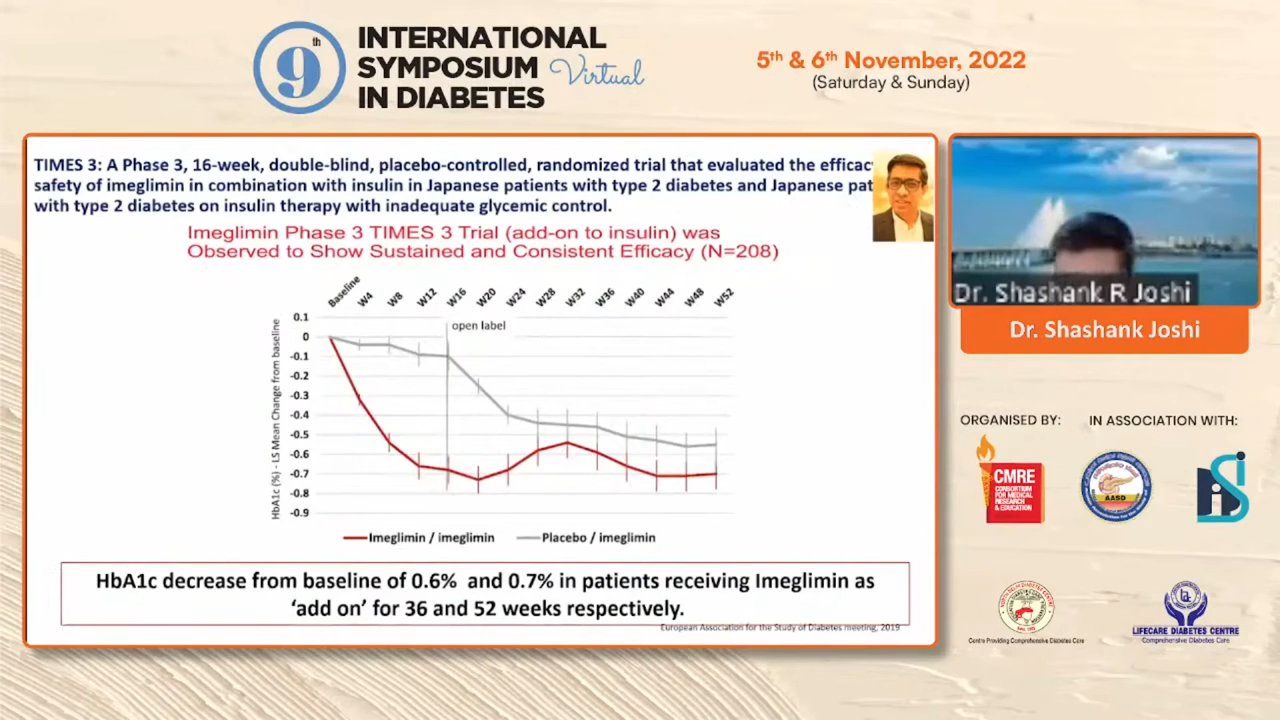 9th
INTERNATIONAL
SYMPOSIUM Virtual
IN DIABETES
5th & 6th November, 2022
(Saturday & Sunday)
TIMES 3: A Phase 3, 16-week, double-blind, placebo-controlled, randomized trial that evaluated the efficac
safety of imeglimin in combination with insulin in Japanese patients with type 2 diabetes and Japanese pat
with type 2 diabetes on insulin therapy with inadequate glycemic control.
Imeglimin Phase 3 TIMES 3 Trial (add-on to insulin) was
Observed to Show Sustained and Consistent Efficacy (N=208)
Baseline W4 W8 W12 W16 W20 W24 W28 W32 W36 W40 W44 W48 W52
HbA1c (%) - LS Mean Change from baseline
0.1
0
-0.1
-0.2
-0.3
-0.4
-0.5
-0.6
-0.7
-0.8
-0.9
open label
Imeglimin / imeglimin Placebo / imeglimin
HbA1c decrease from baseline of 0.6% and 0.7% in patients receiving Imeglimin as
‘add on’ for 36 and 52 weeks respectively.
European Association for the Study of Diabetes meeting, 2019
Dr. Shashank R Joshi
Dr. Shashank Joshi
ORGANISED BY: IN ASSOCIATION WITH:
CMRE
CONSORTIUM
FOR MEDICAL
RESEARCH
& EDUCATION
AASD
Centre Providing Comprehensive Diabetes Care
LIFECARE DIABETES CENTRE
Comprehensive Diabetes Care